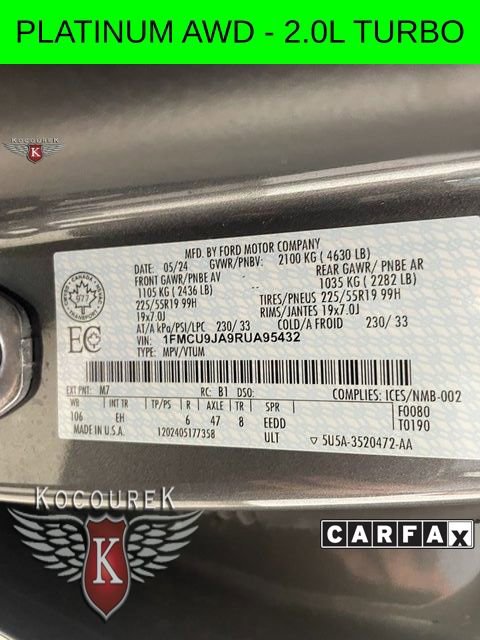 PLATINUM AWD - 2.0L TURBO
KOCOUREK
K
MFD. BY FORD MOTOR COMPANY
05/24 GVWR/PNBV: 2100 KG ( 4630 LB)
FRONT GAWR/PNBE AV REAR GAWR/ PNBE AR
1105 KG ( 2436 LB) 1035 KG ( 2282 LB)
225/55R19 99H TIRES/PNEUS 225/55R19 99H
19x7.0J RIMS/JANTES 19x7.0J
AT/A kPa/PSI/LPC 230/ 33 COLD/A FROID 230/ 33
VIN: 1FMCU9JA9RUA95432
TYPE: MPV/VTUM
CANADA
977
TRANSPORT
EC
EXT PNT: M7 RC: B1 DSO: COMPLIES: ICES/NMB-002
WB INT TR TP/PS R AXLE TR SPR F0080
106 EH 6 47 8 EEDD T0190
MADE IN U.S.A. 120240517735B ULT 5U5A-3520472-AA
KOCOUREK
K
CARFAX